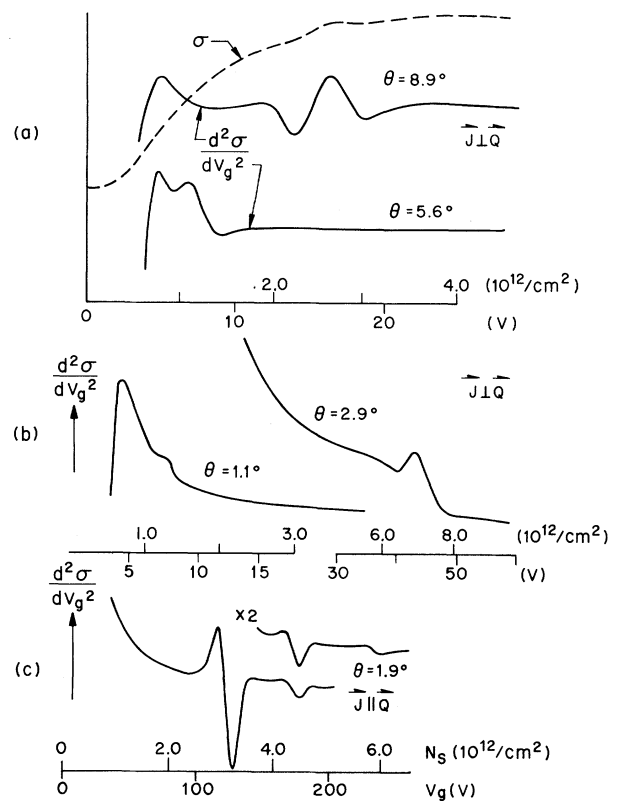 σ
θ = 8.9°
(a)
d²σ
dVg²
J⊥Q
θ = 5.6°
2.0 4.0 (10¹²/cm²)
0 10 20 (V)
d²σ
dVg²
J⊥Q
(b)
θ = 2.9°
θ = 1.1°
1.0 3.0 6.0 8.0 (10¹²/cm²)
5 10 15 30 50 (V)
d²σ
dVg²
x2
(c)
θ = 1.9°
J||Q
0 2.0 4.0 6.0 Ns (10¹²/cm²)
0 100 200 Vg (V)